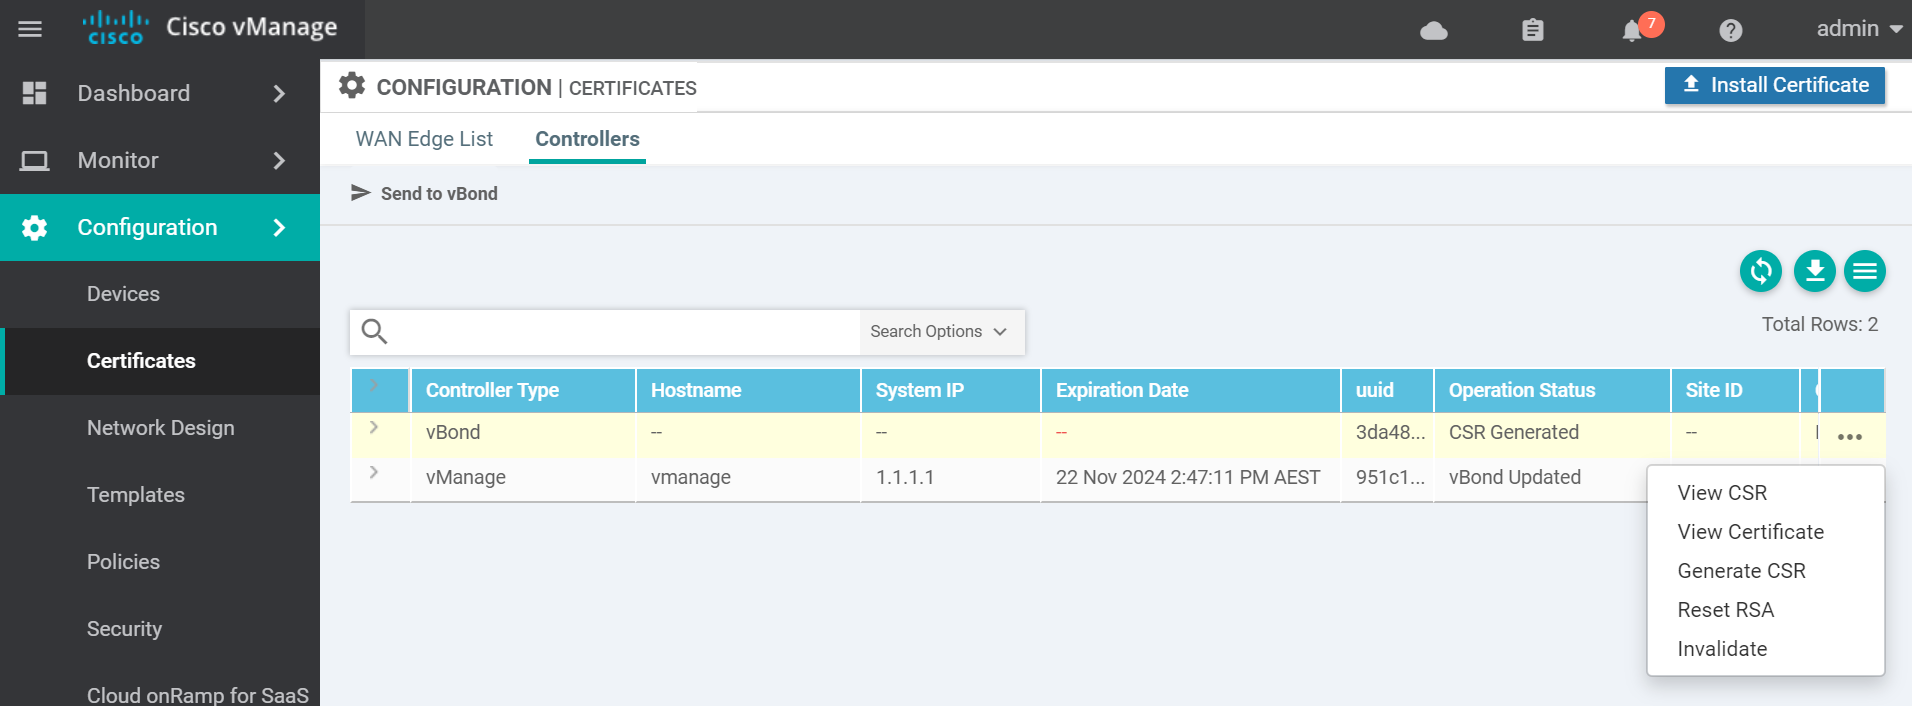 CISCO Cisco vManage 7 ? admin
Dashboard
Monitor
Configuration
Devices
Certificates
Network Design
Templates
Policies
Security
Cloud onRamp for SaaS
CONFIGURATION | CERTIFICATES
Install Certificate
WAN Edge List Controllers
Send to vBond
Search Options
Total Rows: 2
Controller Type Hostname System IP Expiration Date uuid Operation Status Site ID
vBond -- -- -- 3da48... CSR Generated --
vManage vmanage 1.1.1.1 22 Nov 2024 2:47:11 PM AEST 951c1... vBond Updated
View CSR
View Certificate
Generate CSR
Reset RSA
Invalidate